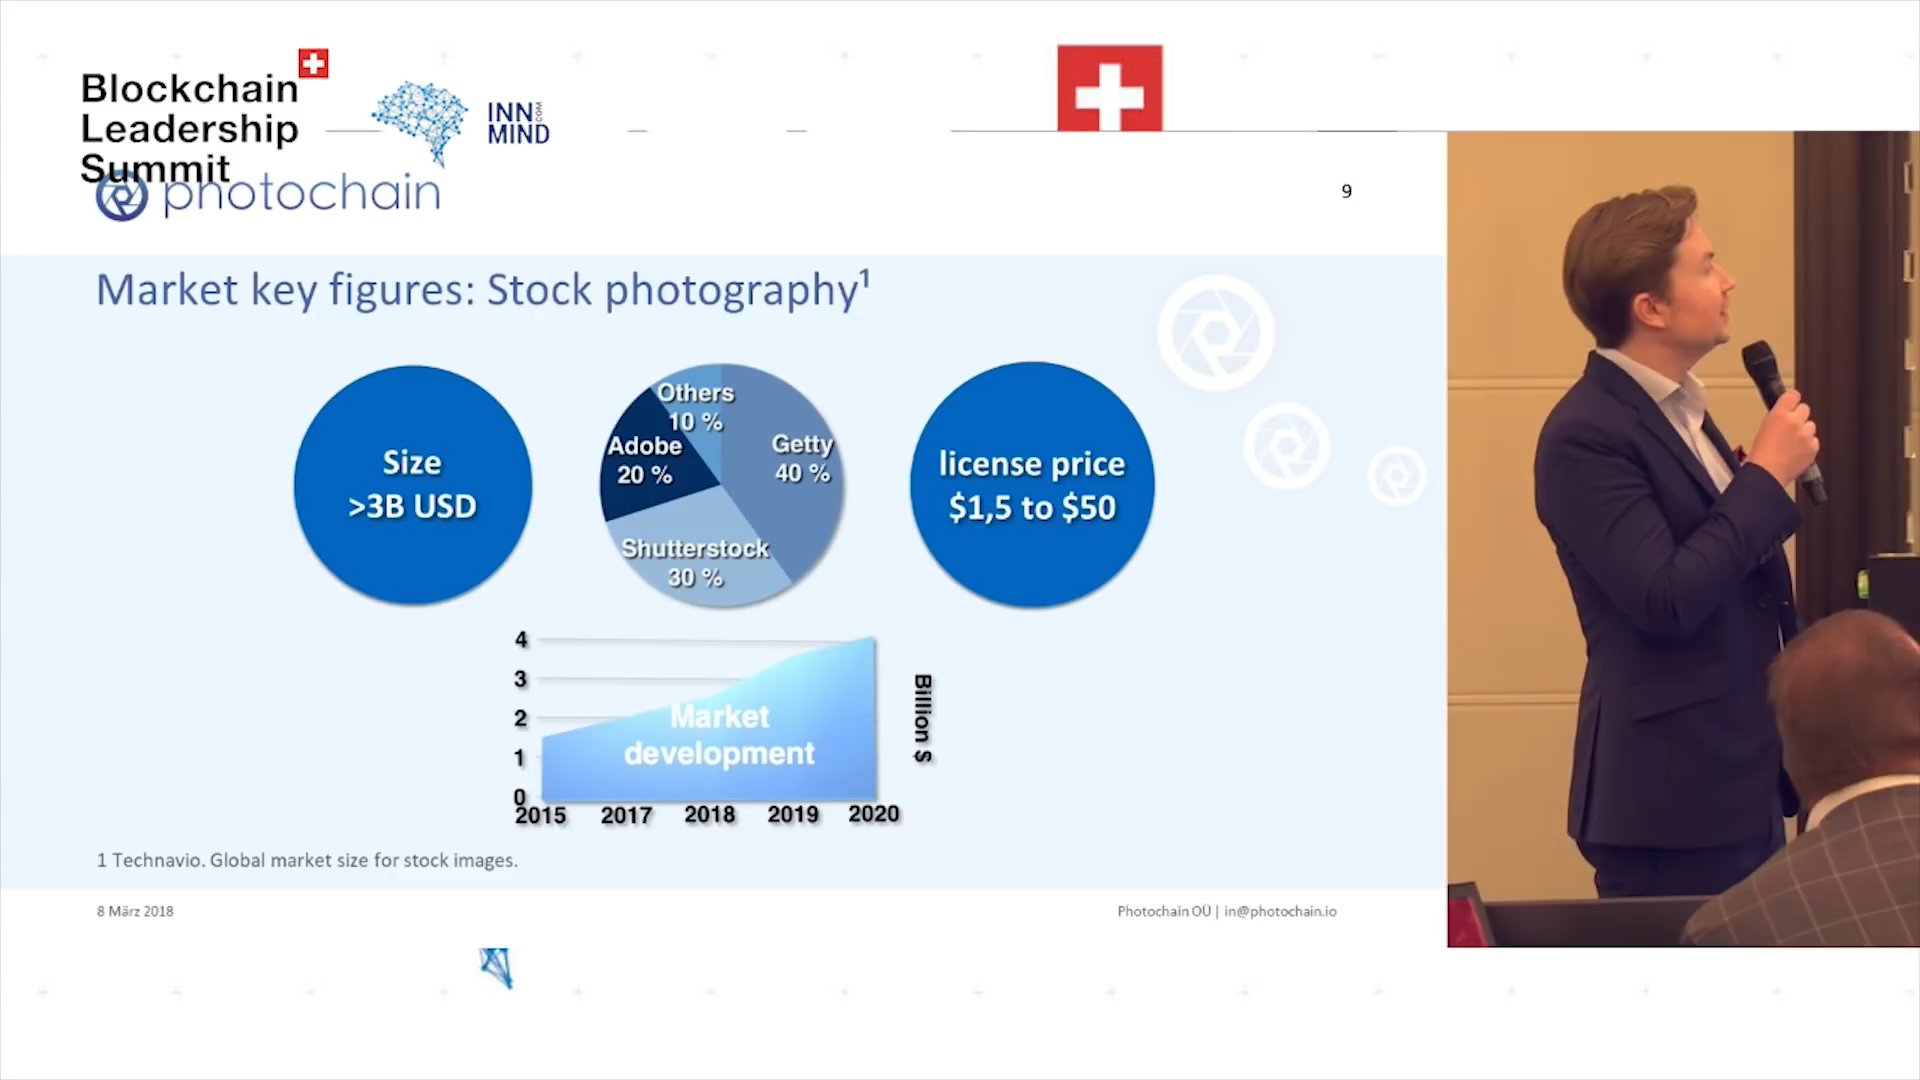 Blockchain
Leadership
Summit
INN
MIND
.COM
photochain
9
Market key figures: Stock photography¹
Size
>3B USD
Others
10 %
Adobe
20 %
Getty
40 %
Shutterstock
30 %
license price
$1,5 to $50
4
3
2
1
0
Market
development
Billion $
2015 2017 2018 2019 2020
1 Technavio. Global market size for stock images.
8 März 2018
Photochain OÜ | in@photochain.io